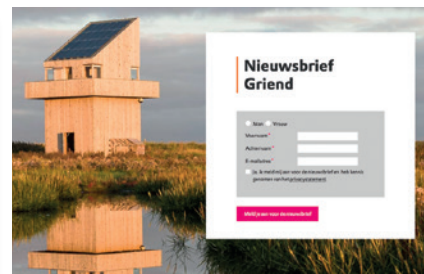 Nieuwsbrief
Griend
Man Vrouw
Voornaam*
Achternaam*
E-mailadres*
Ja, ik meld mij aan voor de nieuwsbrief en heb kennis
genomen van het privacystatement
Meld je aan voor de nieuwsbrief